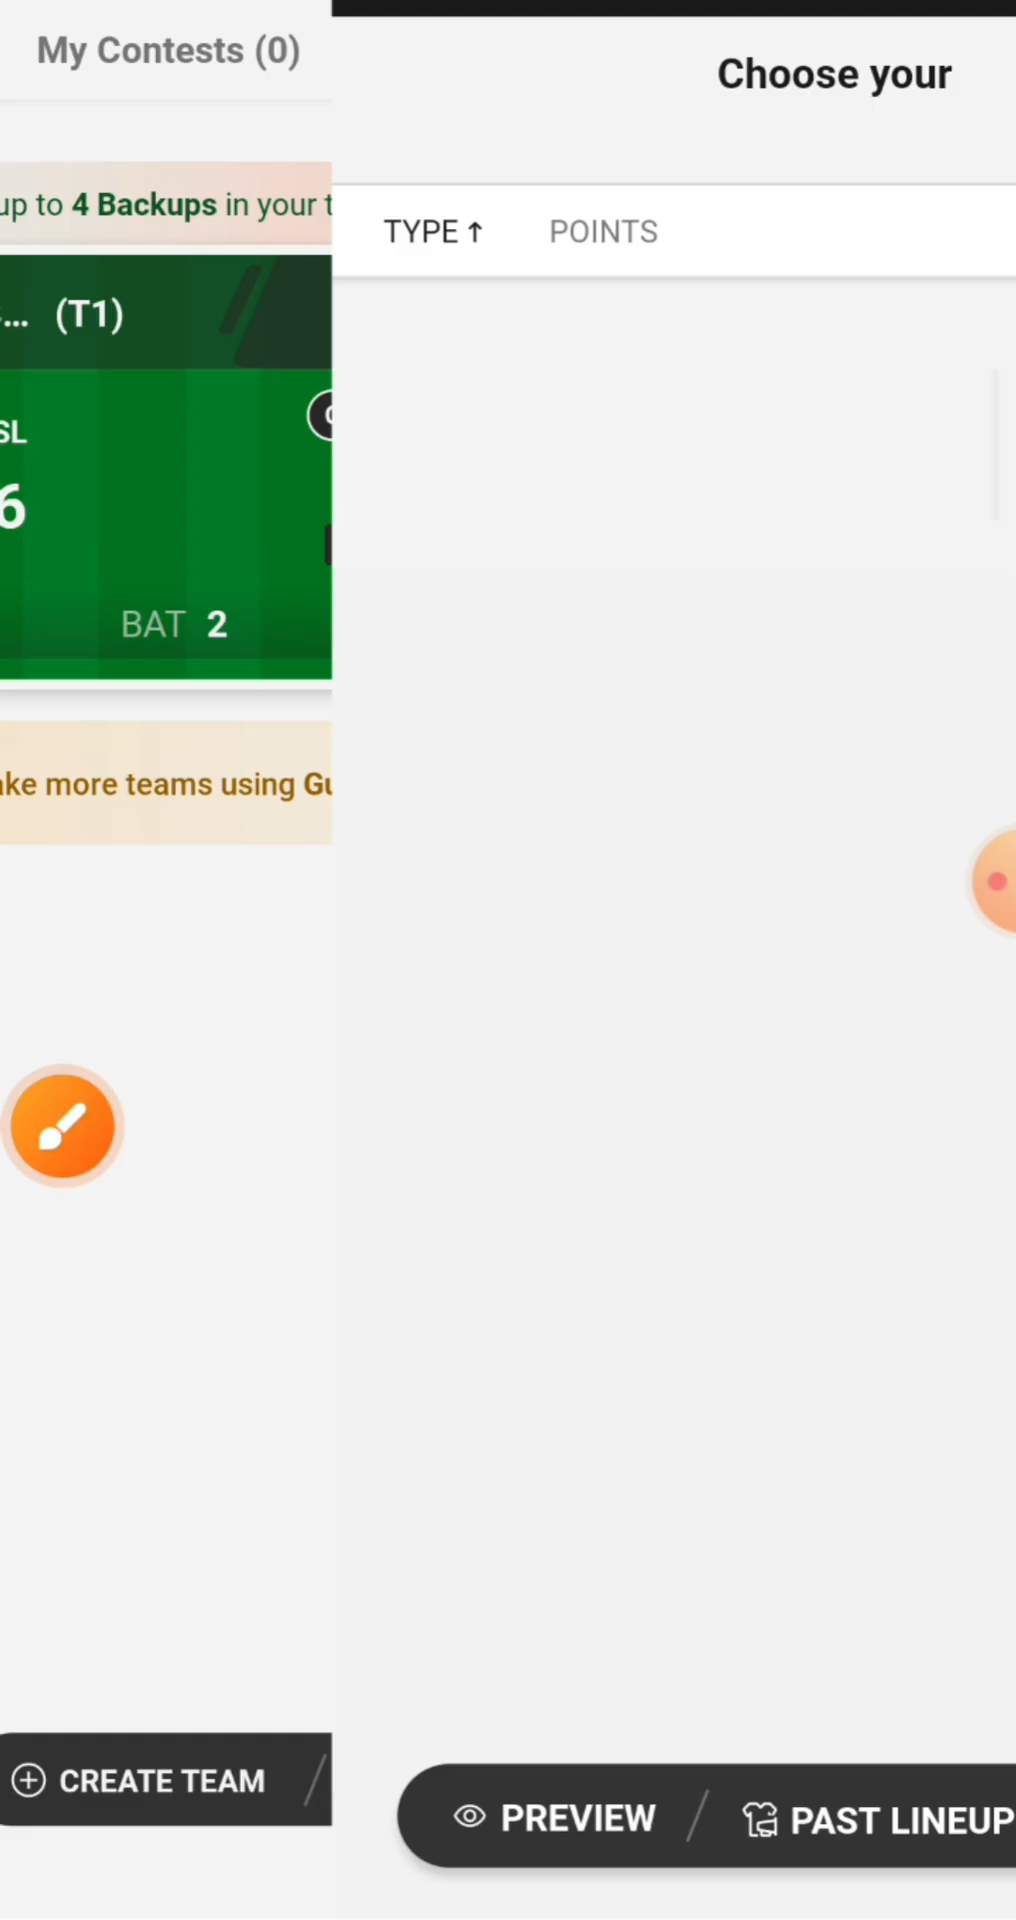 My Contests (0)
up to 4 Backups in your
... (T1)
SL
6
BAT 2
more teams using
CREATE TEAM
Choose your
TYPE ↑ POINTS
PREVIEW / PAST LINEUP